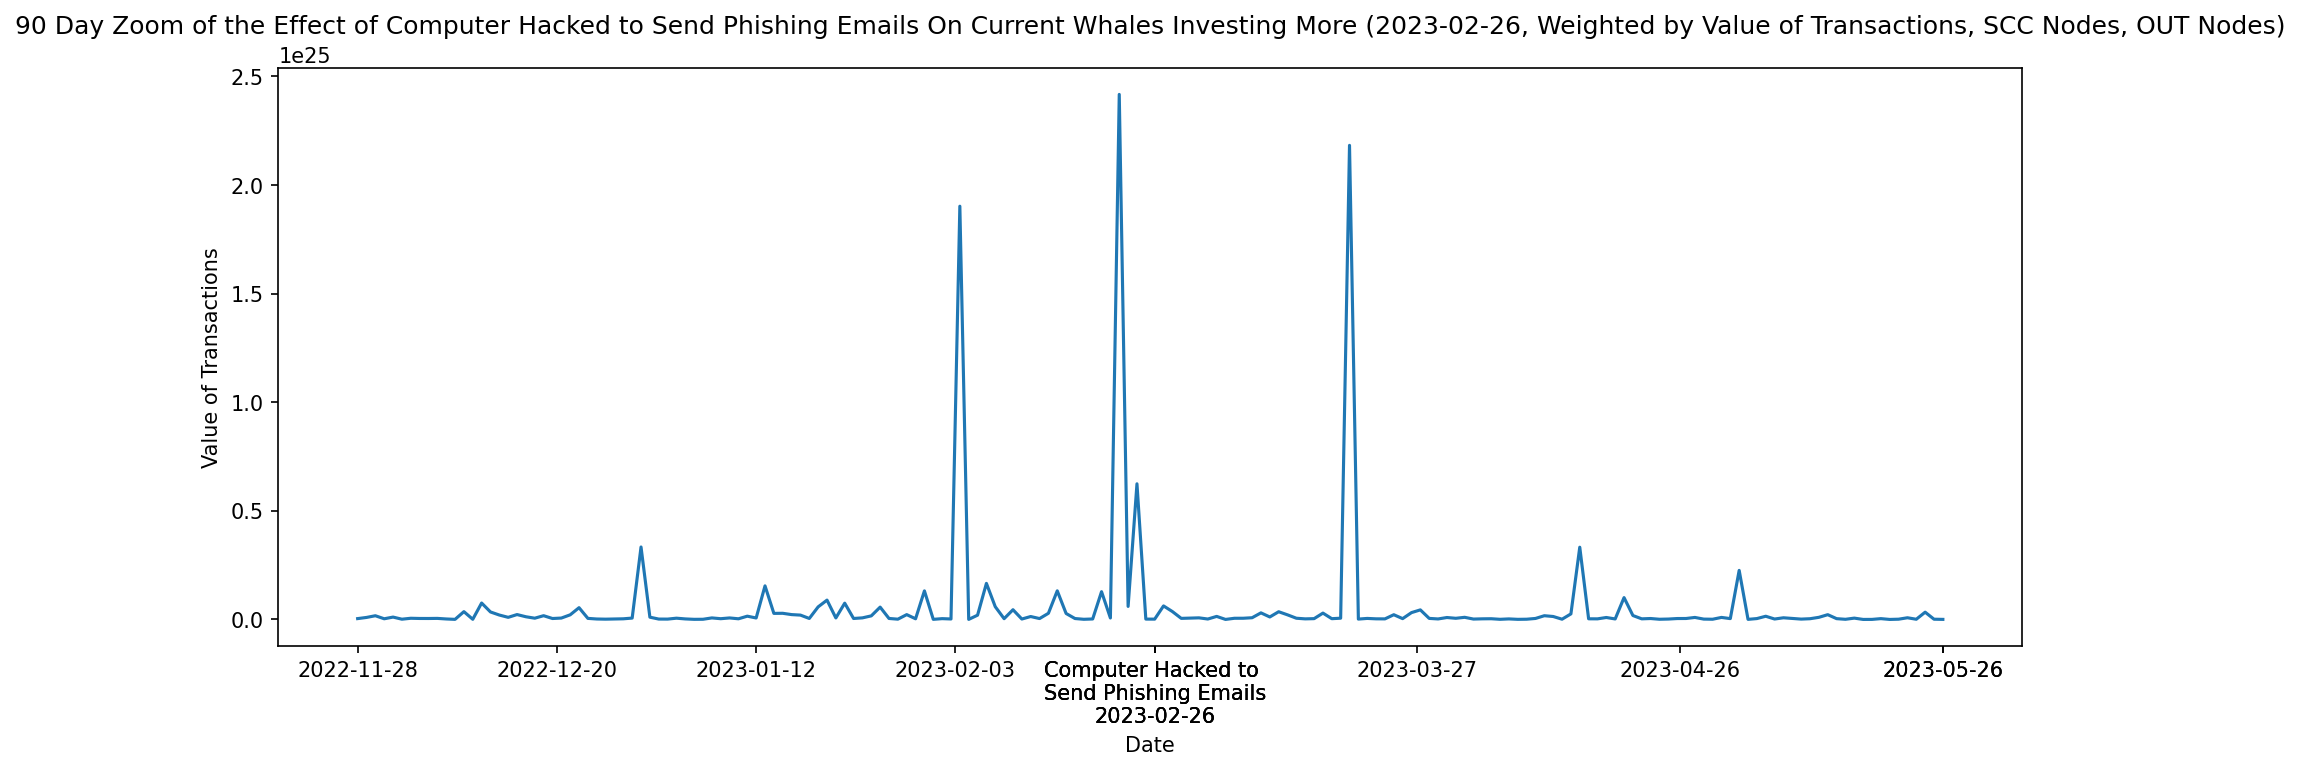 90 Day Zoom of the Effect of Computer Hacked to Send Phishing Emails On Current Whales Investing More (2023-02-26, Weighted by Value of Transactions, SCC Nodes, OUT Nodes)
1e25
2.5
2.0
1.5
1.0
0.5
0.0
Value of Transactions
2022-11-28
2022-12-20
2023-01-12
2023-02-03
Computer Hacked to
Send Phishing Emails
2023-02-26
2023-03-27
2023-04-26
2023-05-26
Date